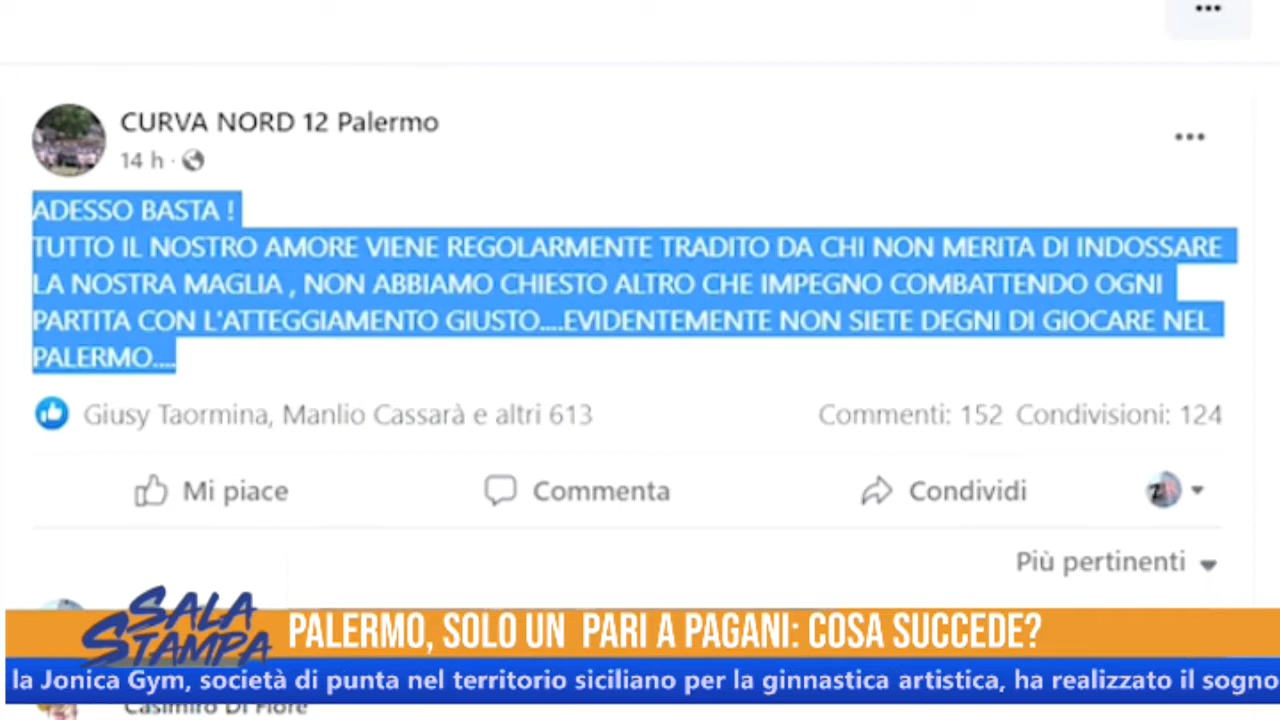 CURVA NORD 12 Palermo
14 h ·
ADESSO BASTA !
TUTTO IL NOSTRO AMORE VIENE REGOLARMENTE TRADITO DA CHI NON MERITA DI INDOSSARE
LA NOSTRA MAGLIA , NON ABBIAMO CHIESTO ALTRO CHE IMPEGNO COMBATTENDO OGNI
PARTITA CON L'ATTEGGIAMENTO GIUSTO....EVIDENTEMENTE NON SIETE DEGNI DI GIOCARE NEL
PALERMO....
Giusy Taormina, Manlio Cassarà e altri 613
Commenti: 152 Condivisioni: 124
Mi piace
Commenta
Condividi
Più pertinenti
SALA
STAMPA
PALERMO, SOLO UN PARI A PAGANI: COSA SUCCEDE?
la Jonica Gym, società di punta nel territorio siciliano per la ginnastica artistica, ha realizzato il sogno
Casimiro Di Fiore